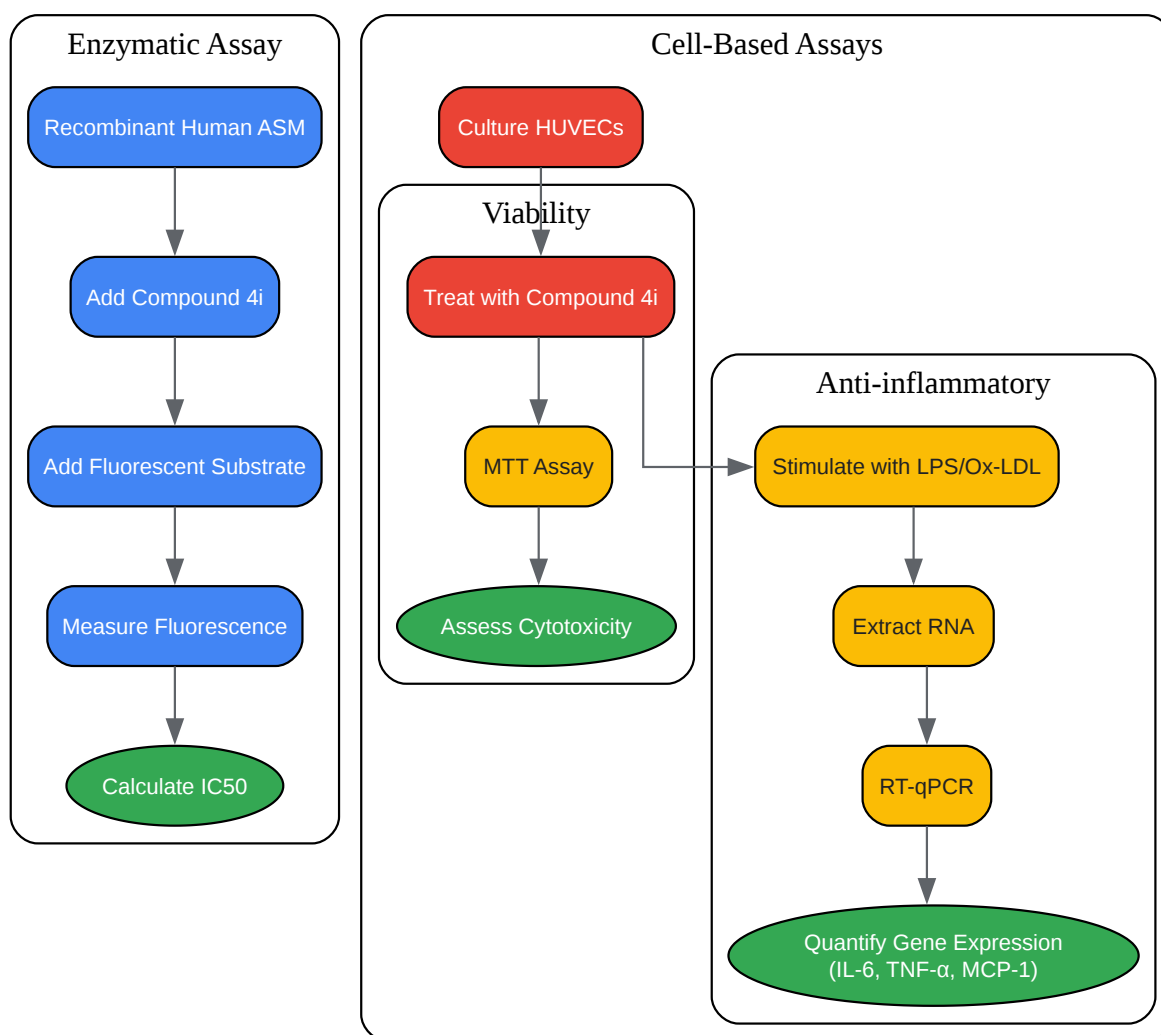 Enzymatic Assay
Recombinant Human ASM
Add Compound 4i
Add Fluorescent Substrate
Measure Fluorescence
Calculate IC50
Cell-Based Assays
Culture HUVECs
Viability
Treat with Compound 4i
MTT Assay
Assess Cytotoxicity
Anti-inflammatory
Stimulate with LPS/Ox-LDL
Extract RNA
RT-qPCR
Quantify Gene Expression
(IL-6, TNF-α, MCP-1)